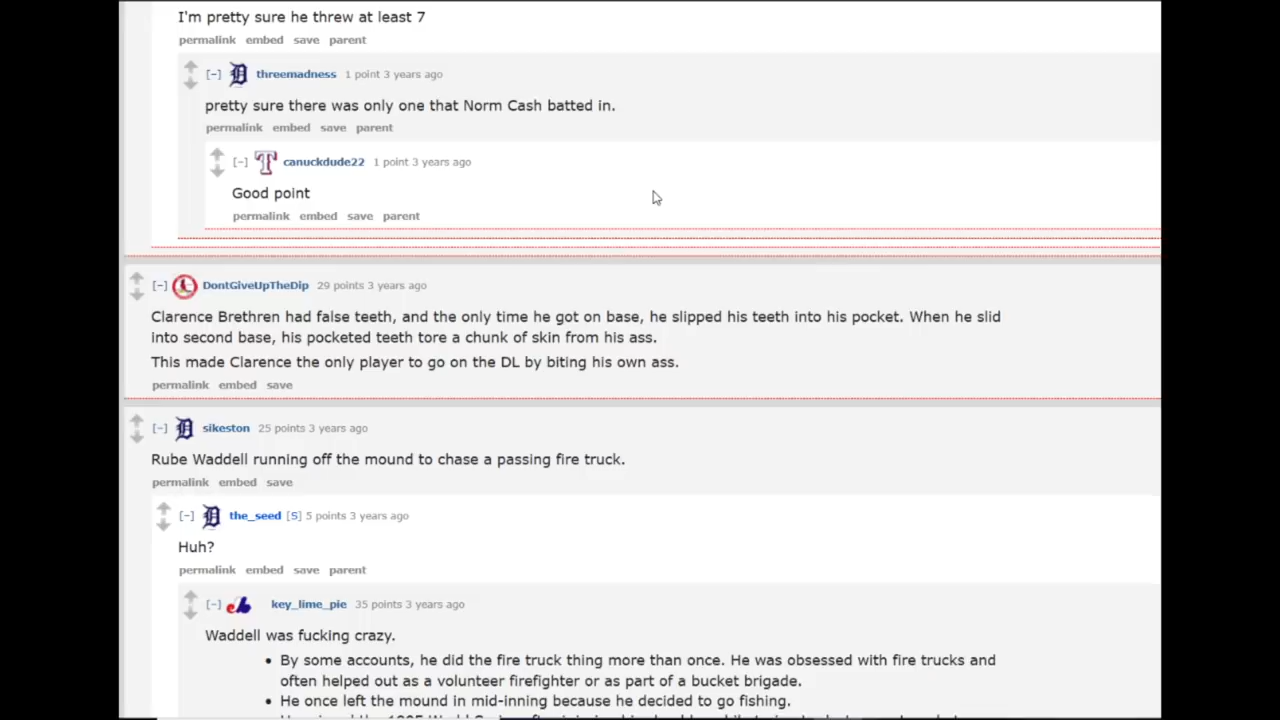 I'm pretty sure he threw at least 7
permalink embed save parent
[-] threemadness 1 point 3 years ago
pretty sure there was only one that Norm Cash batted in.
permalink embed save parent
[-] canuckdude22 1 point 3 years ago
Good point
permalink embed save parent
[-] DontGiveUpTheDip 29 points 3 years ago
Clarence Brethren had false teeth, and the only time he got on base, he slipped his teeth into his pocket. When he slid
into second base, his pocketed teeth tore a chunk of skin from his ass.
This made Clarence the only player to go on the DL by biting his own ass.
permalink embed save
[-] sikeston 25 points 3 years ago
Rube Waddell running off the mound to chase a passing fire truck.
permalink embed save
[-] the_seed [S] 5 points 3 years ago
Huh?
permalink embed save parent
[-] key_lime_pie 35 points 3 years ago
Waddell was fucking crazy.
• By some accounts, he did the fire truck thing more than once. He was obsessed with fire trucks and
often helped out as a volunteer firefighter or as part of a bucket brigade.
• He once left the mound in mid-inning because he decided to go fishing.